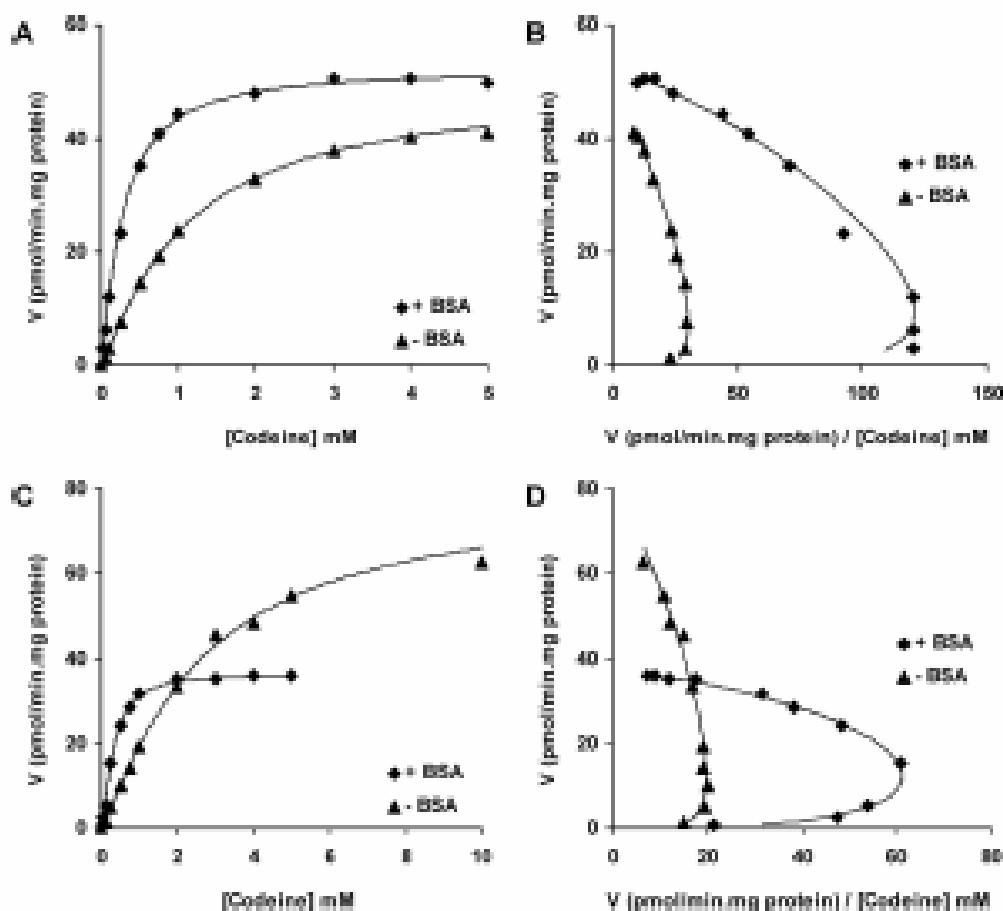 A
60
40
20
0
V (pmol/min.mg protein)
+ BSA
- BSA
0 1 2 3 4 5
[Codeine] mM
B
60
40
20
0
V (pmol/min.mg protein)
+ BSA
- BSA
0 50 100 150
V (pmol/min.mg protein) / [Codeine] mM
C
80
60
40
20
0
V (pmol/min.mg protein)
+ BSA
- BSA
0 2 4 6 8 10
[Codeine] mM
D
80
60
40
20
0
V (pmol/min.mg protein)
+ BSA
- BSA
0 20 40 60 80
V (pmol/min.mg protein) / [Codeine] mM